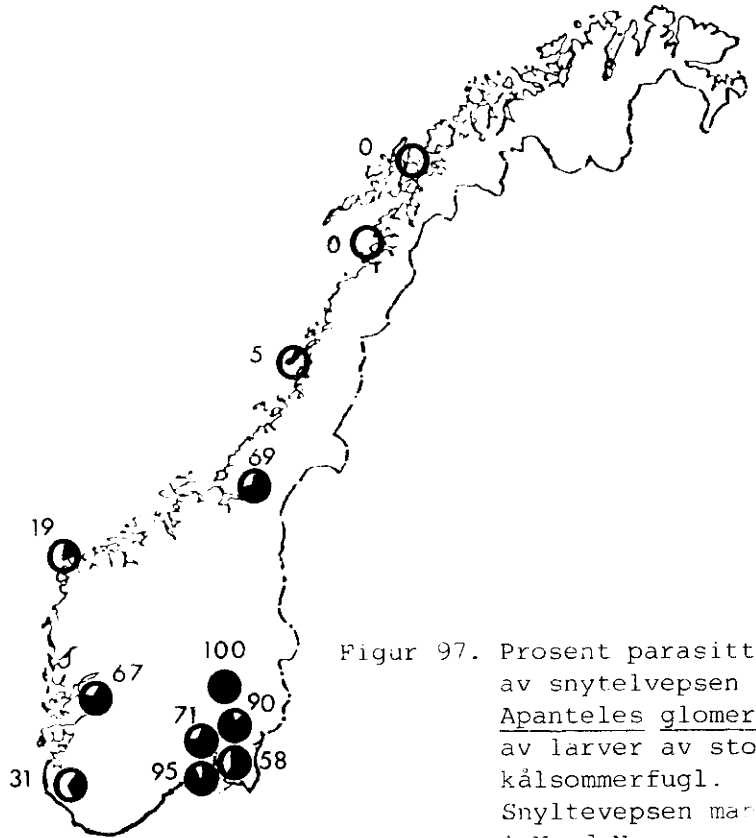 0
0
5
69
19
67
100
90
71
58
95
31
Figur 97. Prosent parasitt
av snytelvepsen
Apanteles glomer
av larver av sto
kålsommerfugl.
Snyltevepsen mar